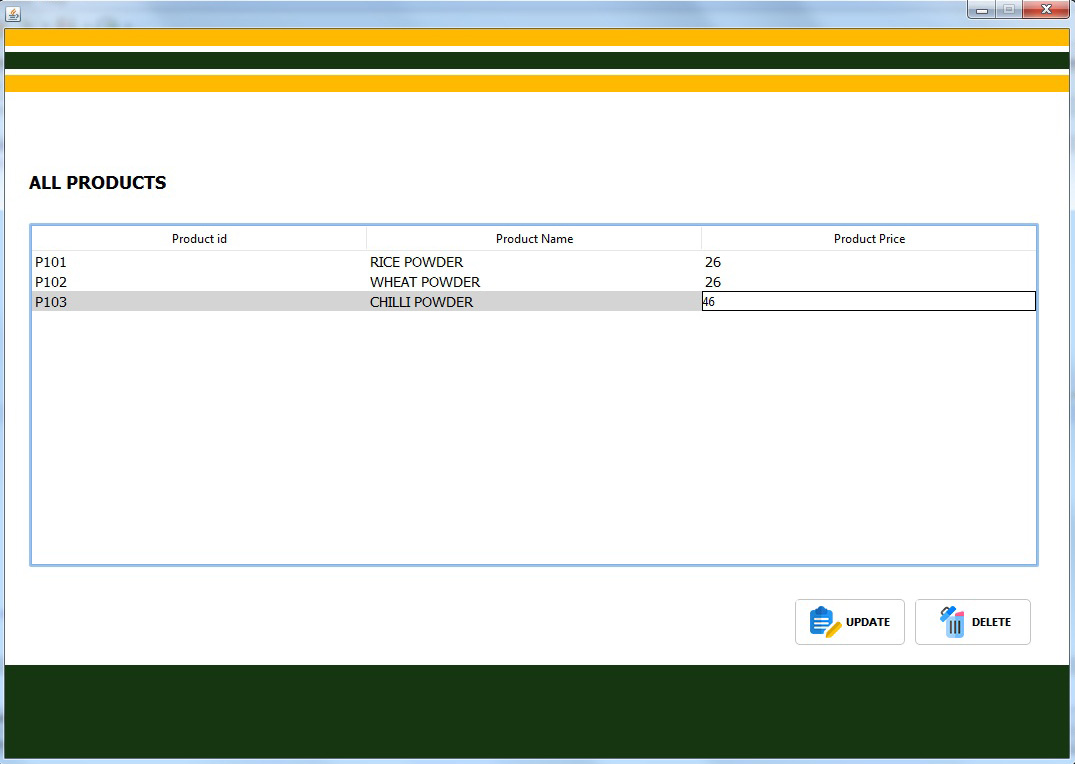 ALL PRODUCTS
Product id Product Name Product Price
P101 RICE POWDER 26
P102 WHEAT POWDER 26
P103 CHILLI POWDER 46
UPDATE DELETE